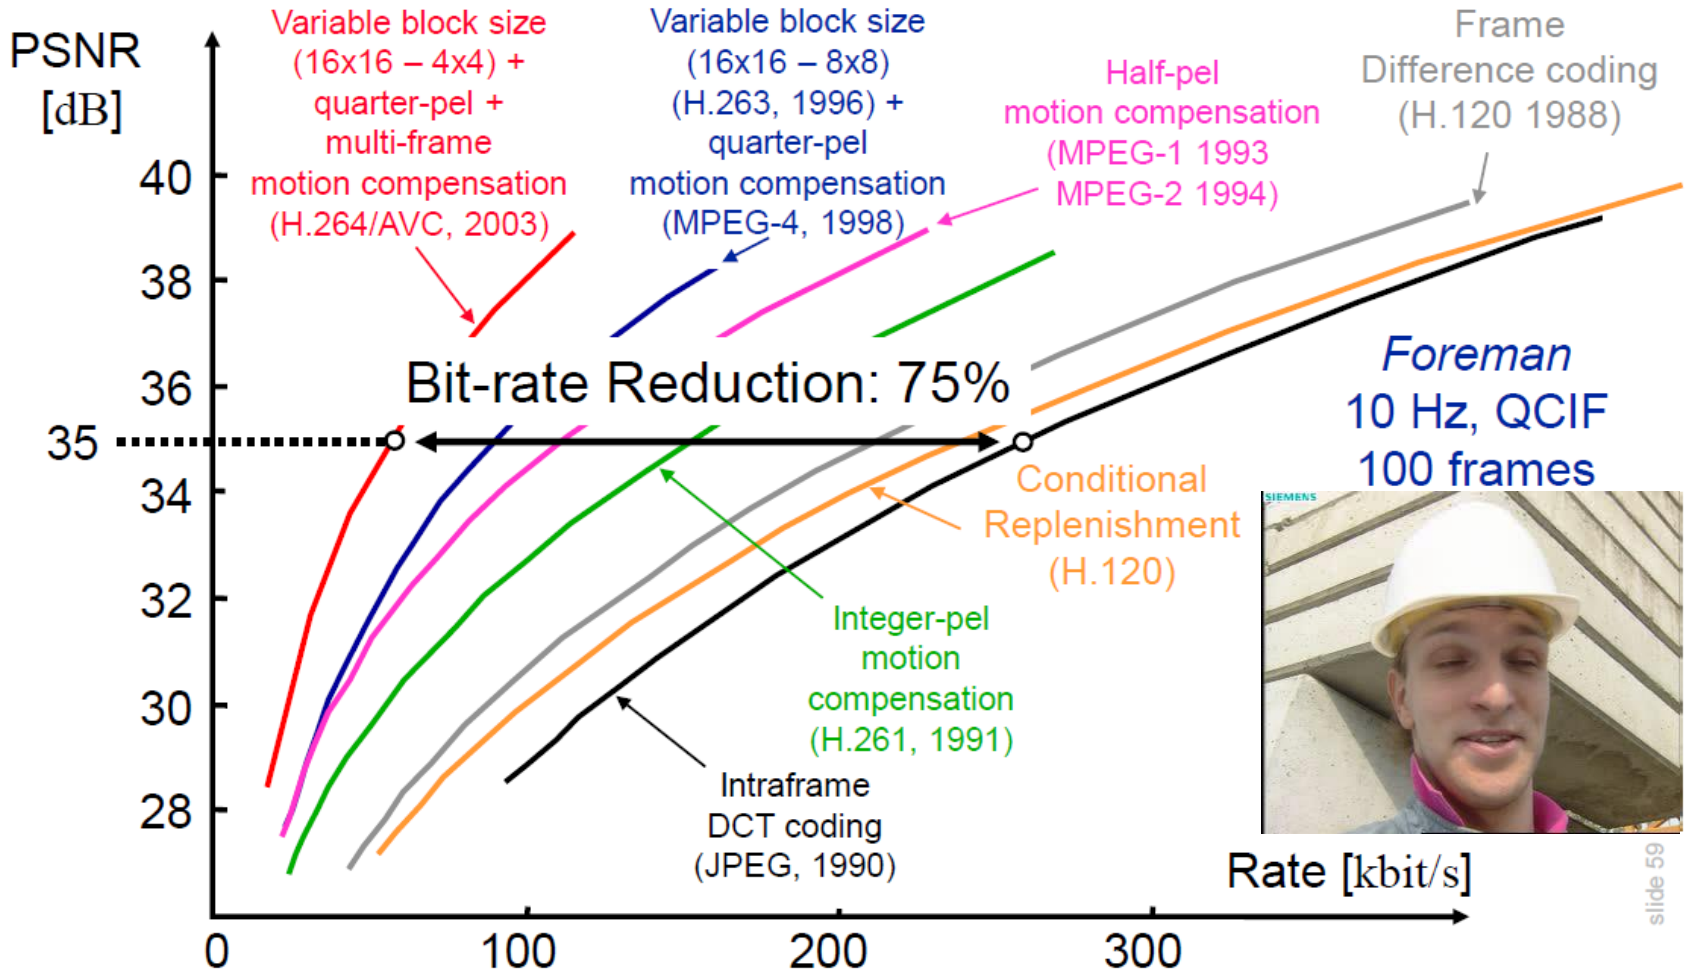 PSNR
[dB]
Variable block size
(16x16 – 4x4) +
quarter-pel +
multi-frame
motion compensation
(H.264/AVC, 2003)
Variable block size
(16x16 – 8x8)
(H.263, 1996) +
quarter-pel
motion compensation
(MPEG-4, 1998)
Half-pel
motion compensation
(MPEG-1 1993
MPEG-2 1994)
Frame
Difference coding
(H.120 1988)
40
38
36
35
34
32
30
28
Bit-rate Reduction: 75%
Foreman
10 Hz, QCIF
100 frames
SIEMENS
Conditional
Replenishment
(H.120)
Integer-pel
motion
compensation
(H.261, 1991)
Intraframe
DCT coding
(JPEG, 1990)
Rate [kbit/s]
slide 59
0
100
200
300